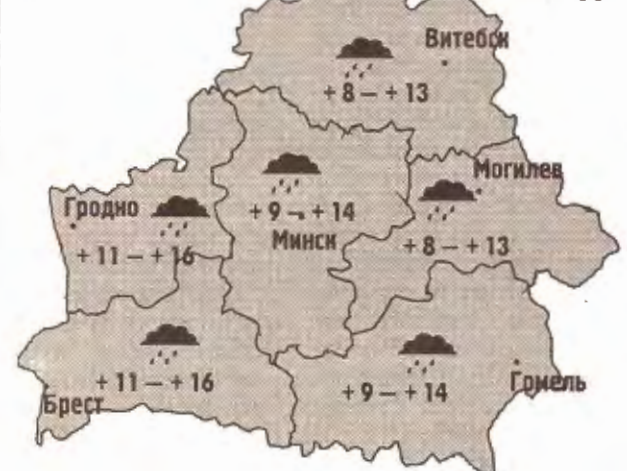 Витебск
+ 8 – + 13
Могилев
+ 8 – + 13
+ 9 – + 14
Минск
Гродно
+ 11 – + 16
+ 11 – + 16
Брест
+ 9 – + 14
Гомель